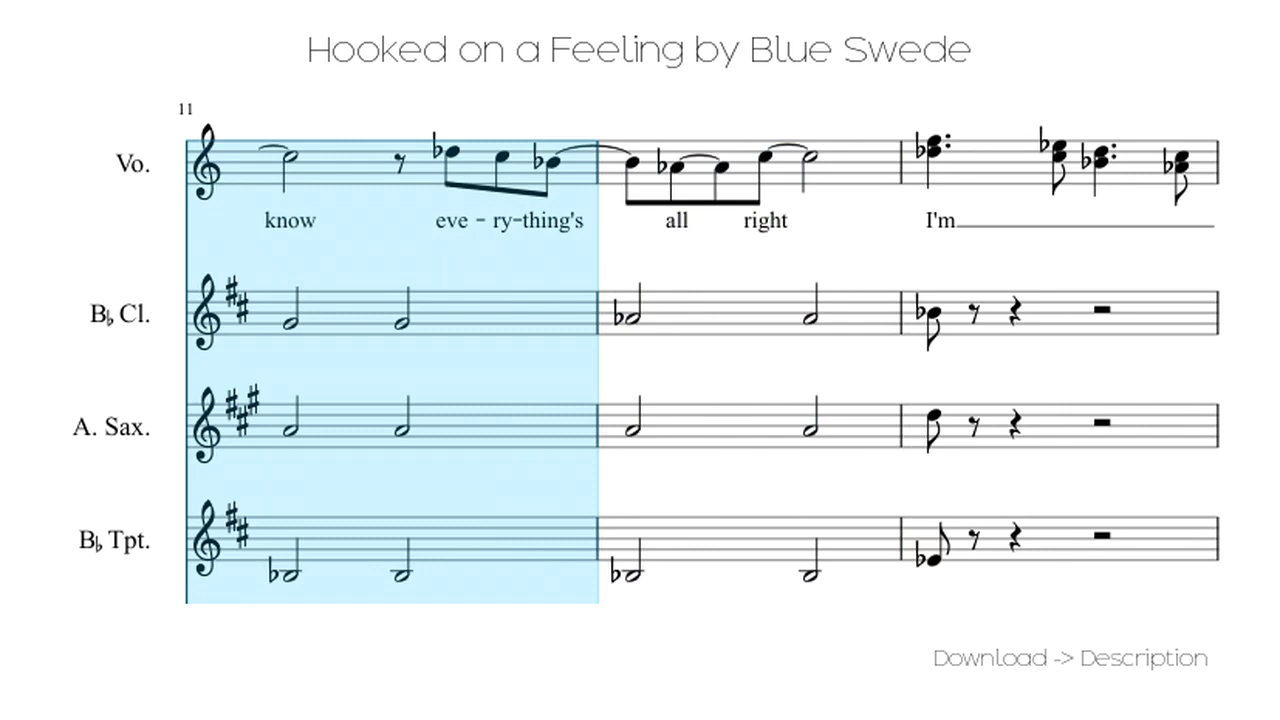 Hooked on a Feeling by Blue Swede
11
Vo.
know eve - ry-thing's all right I'm
B♭ Cl.
A. Sax.
B♭ Tpt.
Download -> Description